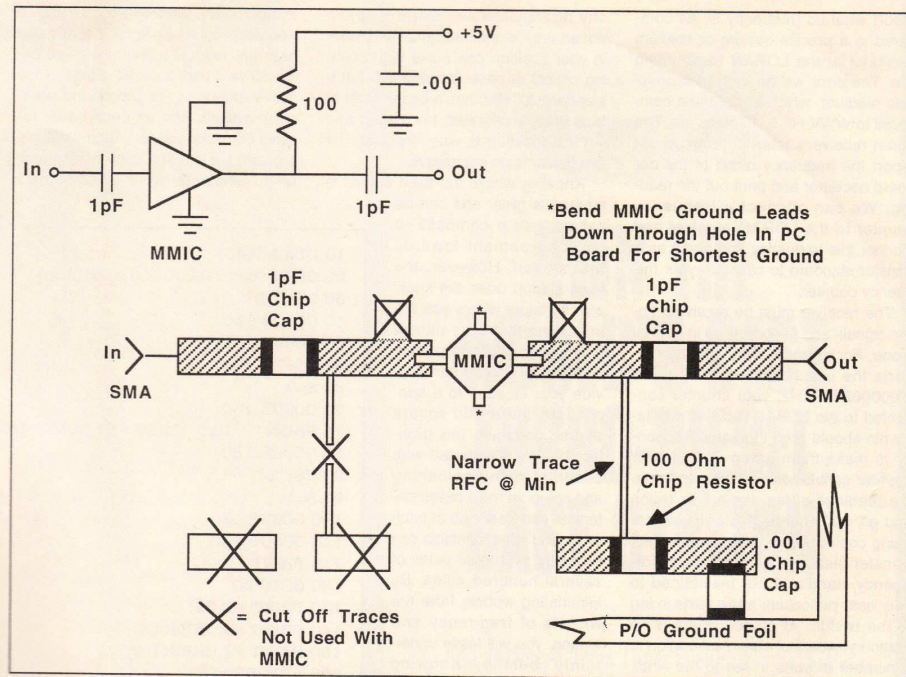 +5V
.001
100
In
Out
1pF
1pF
MMIC
*Bend MMIC Ground Leads
Down Through Hole In PC
Board For Shortest Ground
1pF
Chip
Cap
1pF
Chip
Cap
In
SMA
*
MMIC
*
Out
SMA
Narrow Trace
RFC @ Min
100 Ohm
Chip Resistor
.001
Chip
Cap
= Cut Off Traces
Not Used With
MMIC
P/O Ground Foil